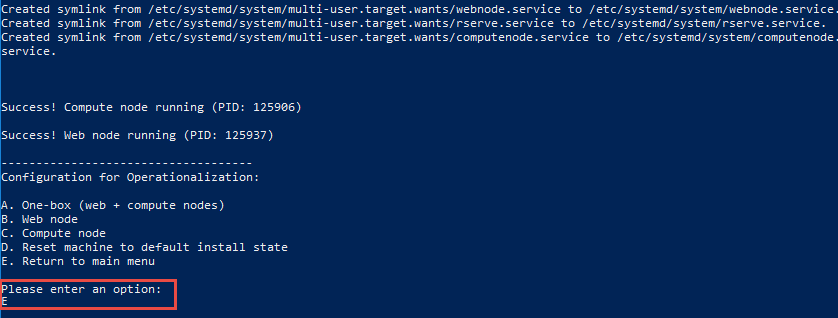 Created symlink from /etc/systemd/system/multi-user.target.wants/webnode.service to /etc/systemd/system/webnode.service.
Created symlink from /etc/systemd/system/multi-user.target.wants/rserve.service to /etc/systemd/system/rserve.service.
Created symlink from /etc/systemd/system/multi-user.target.wants/computenode.service to /etc/systemd/system/computenode.
service.
Success! Compute node running (PID: 125906)
Success! Web node running (PID: 125937)
------------------------------------
Configuration for Operationalization:
A. One-box (web + compute nodes)
B. Web node
C. Compute node
D. Reset machine to default install state
E. Return to main menu
Please enter an option:
E